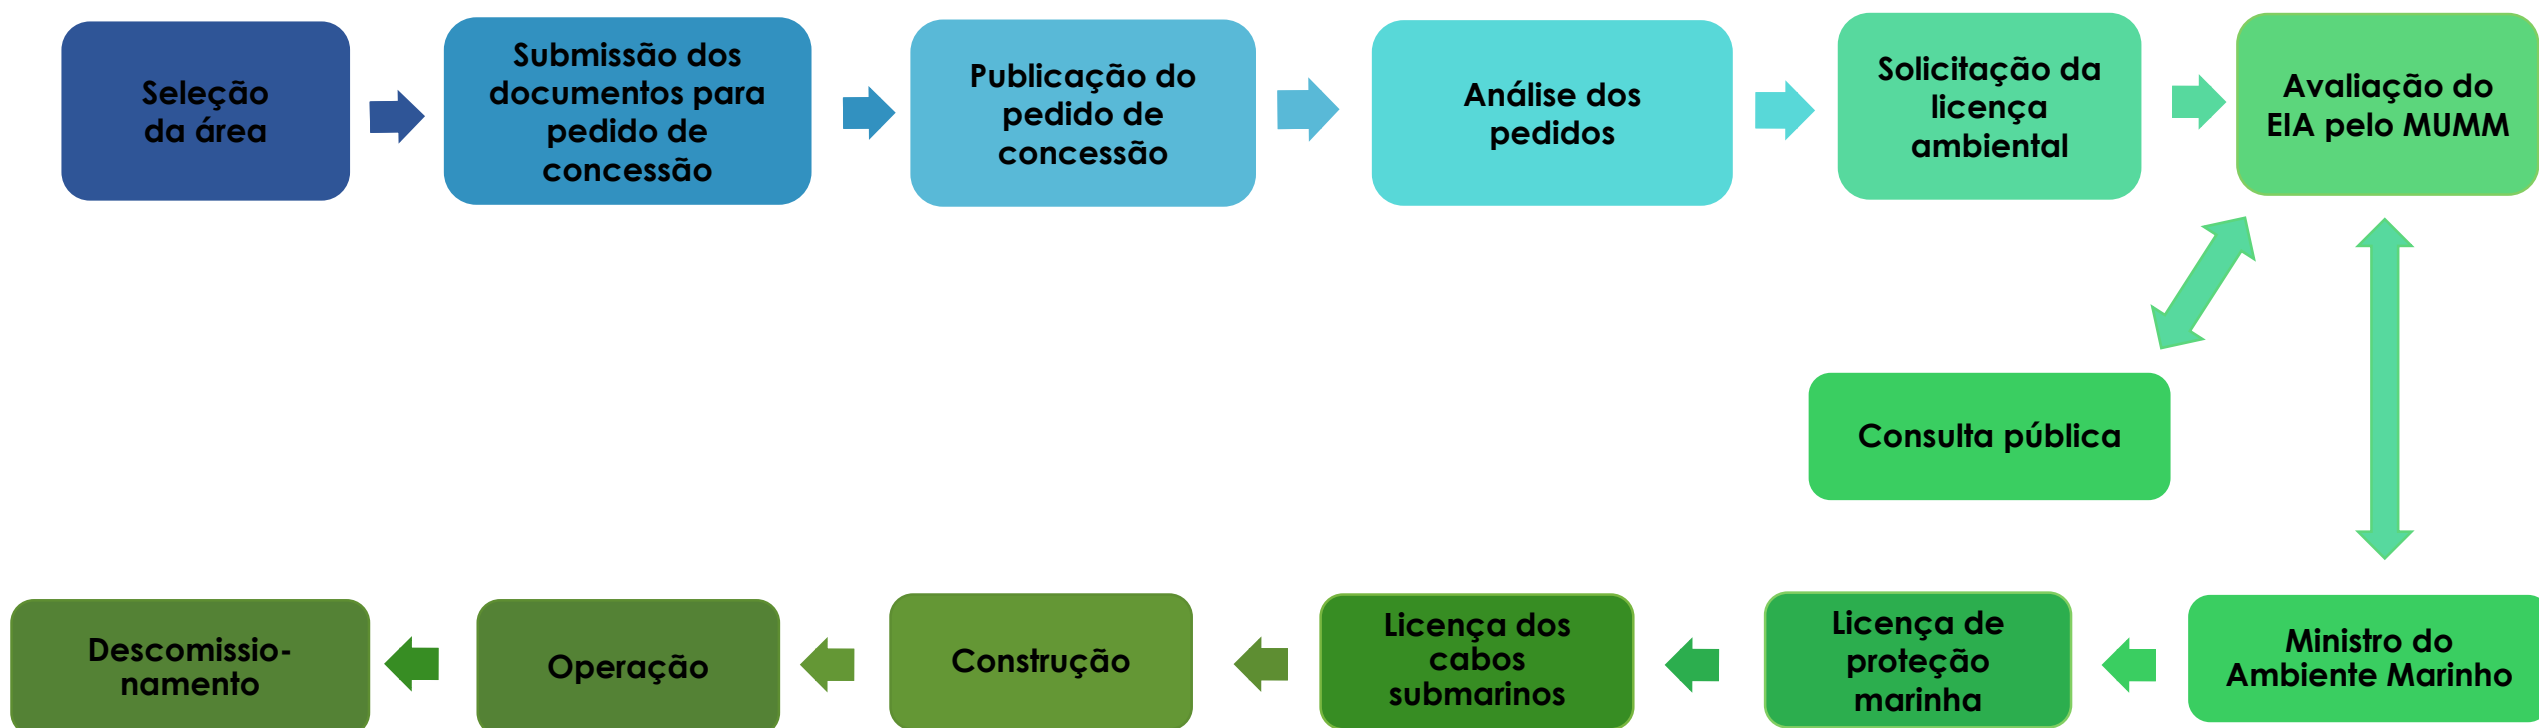 Seleção
da área
Submissão dos
documentos para
pedido de
concessão
Publicação do
pedido de
concessão
Análise dos
pedidos
Solicitação da
licença
ambiental
Avaliação do
EIA pelo MUMM
Consulta pública
Ministro do
Ambiente Marinho
Licença de
proteção
marinha
Licença dos
cabos
submarinos
Construção
Operação
Descomissio-
namento